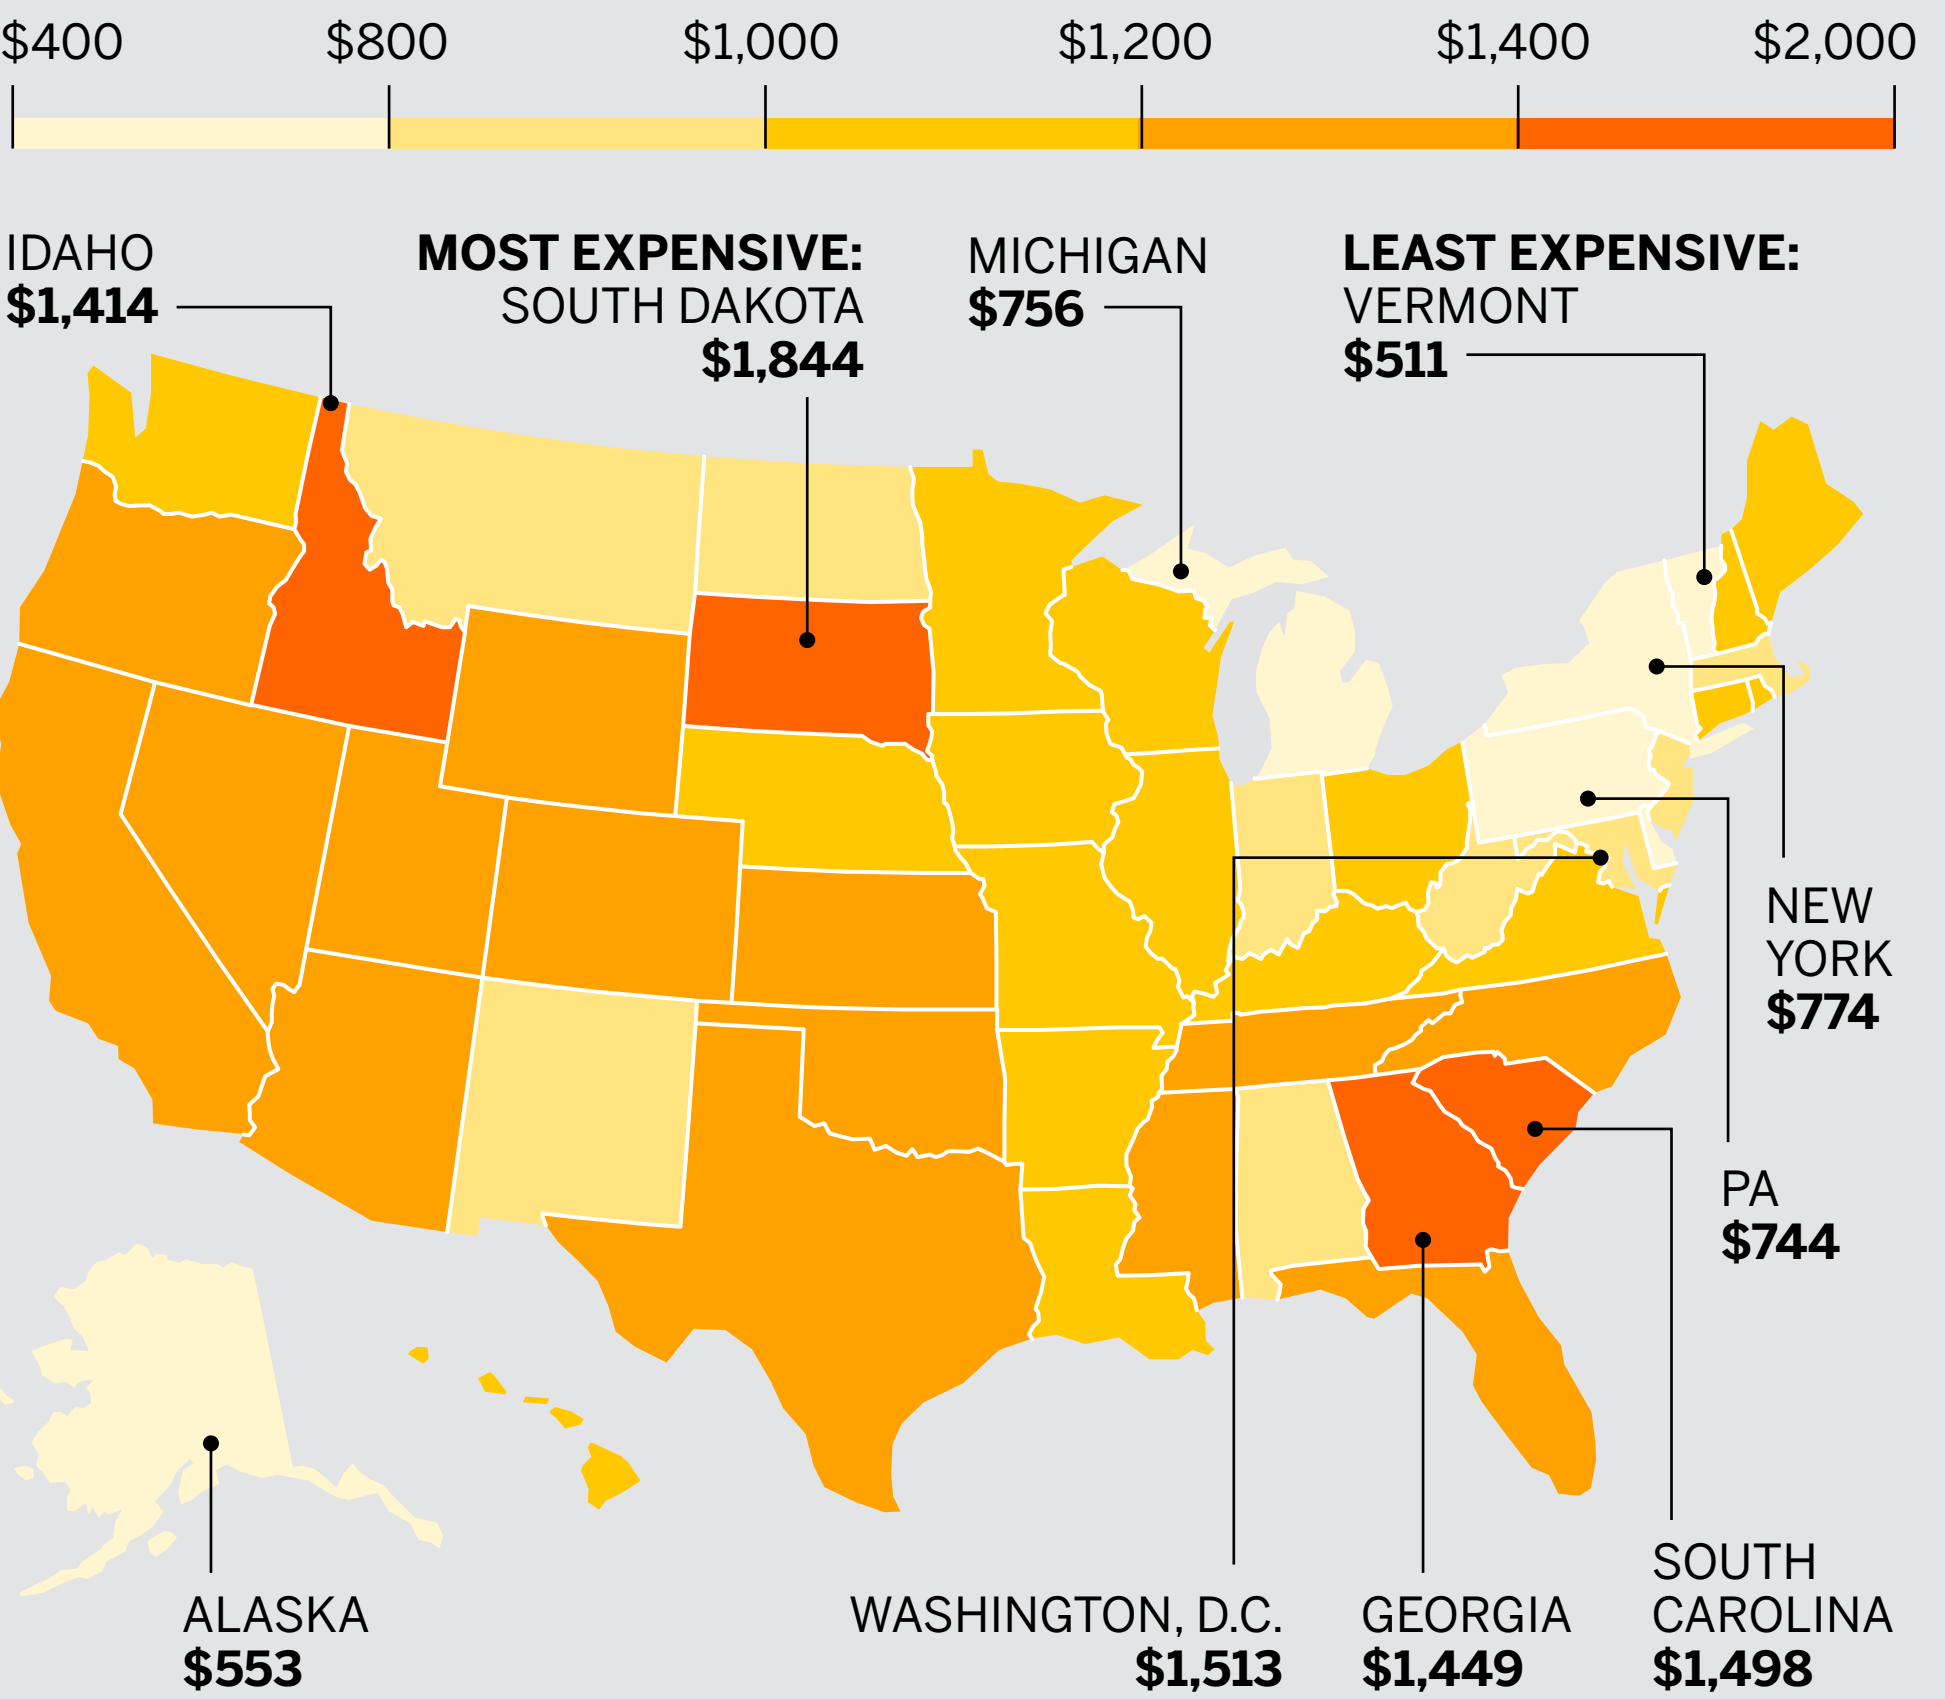 $400 $800 $1,000 $1,200 $1,400 $2,000
IDAHO
$1,414
MOST EXPENSIVE:
SOUTH DAKOTA
$1,844
MICHIGAN
$756
LEAST EXPENSIVE:
VERMONT
$511
NEW
YORK
$774
PA
$744
ALASKA
$553
WASHINGTON, D.C.
$1,513
GEORGIA
$1,449
SOUTH
CAROLINA
$1,498